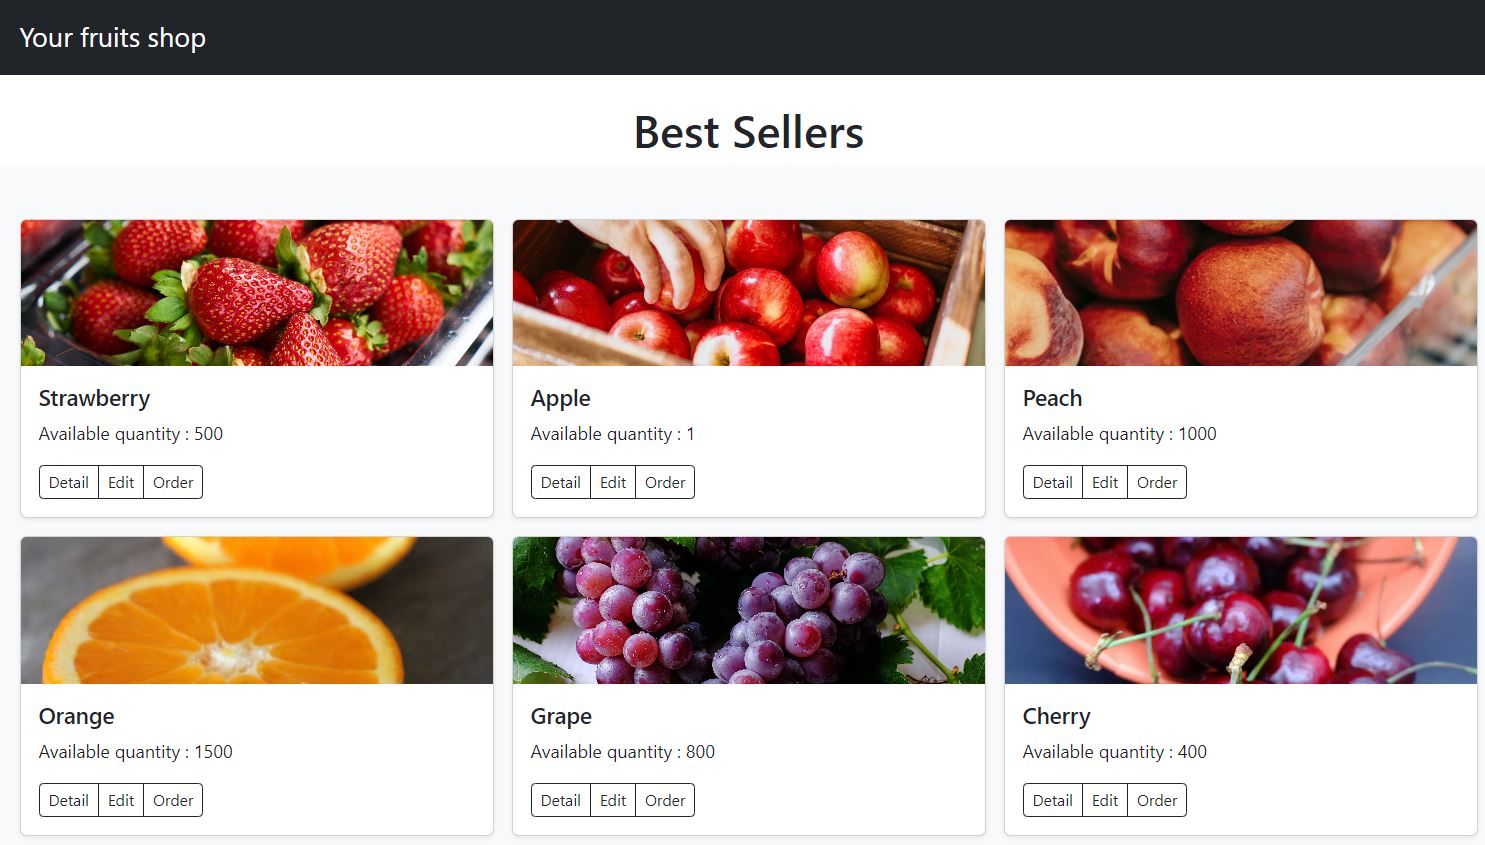 Your fruits shop
Best Sellers
Strawberry
Available quantity : 500
Detail Edit Order
Apple
Available quantity : 1
Detail Edit Order
Peach
Available quantity : 1000
Detail Edit Order
Orange
Available quantity : 1500
Detail Edit Order
Grape
Available quantity : 800
Detail Edit Order
Cherry
Available quantity : 400
Detail Edit Order